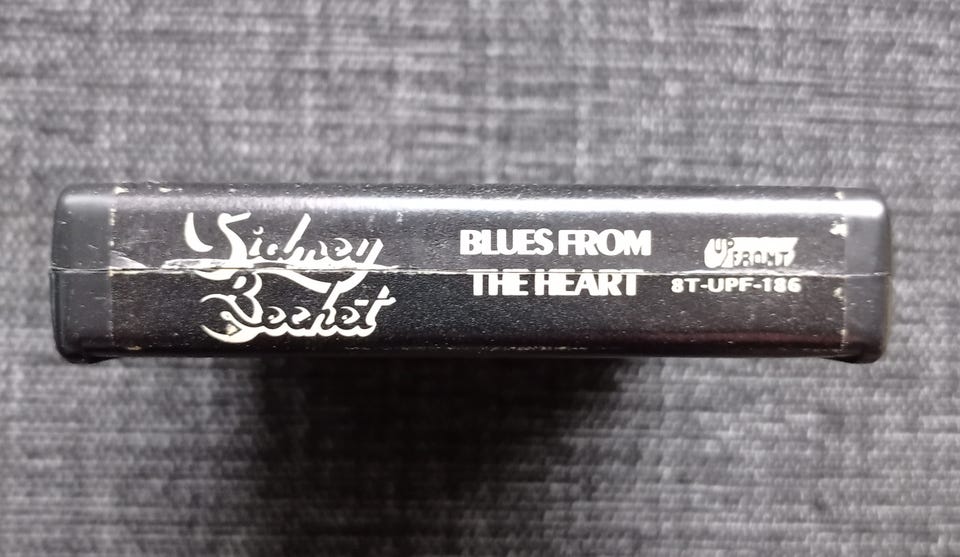 Sidney
Bechet
BLUES FROM
THE HEART
UP
FRONT
8T-UPF-186